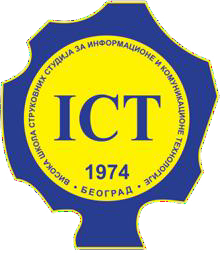 ВИСОКА ШКОЛА СТРУКОВНИХ СТУДИЈА ЗА ИНФОРМАЦИОНЕ И КОМУНИКАЦИОНЕ ТЕХНОЛОГИЈЕ
ICT
1974
• БЕОГРАД •